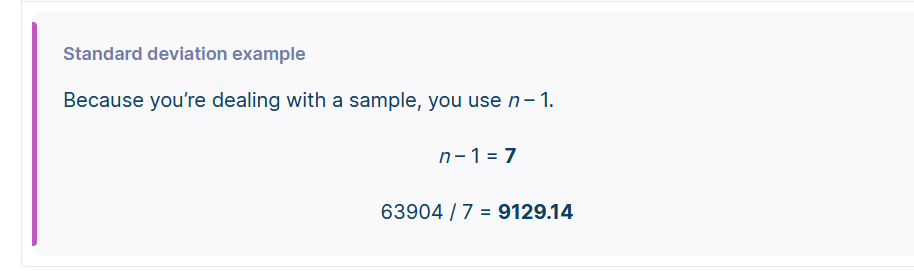 Standard deviation example
Because you’re dealing with a sample, you use n – 1.
n – 1 = 7
63904 / 7 = 9129.14